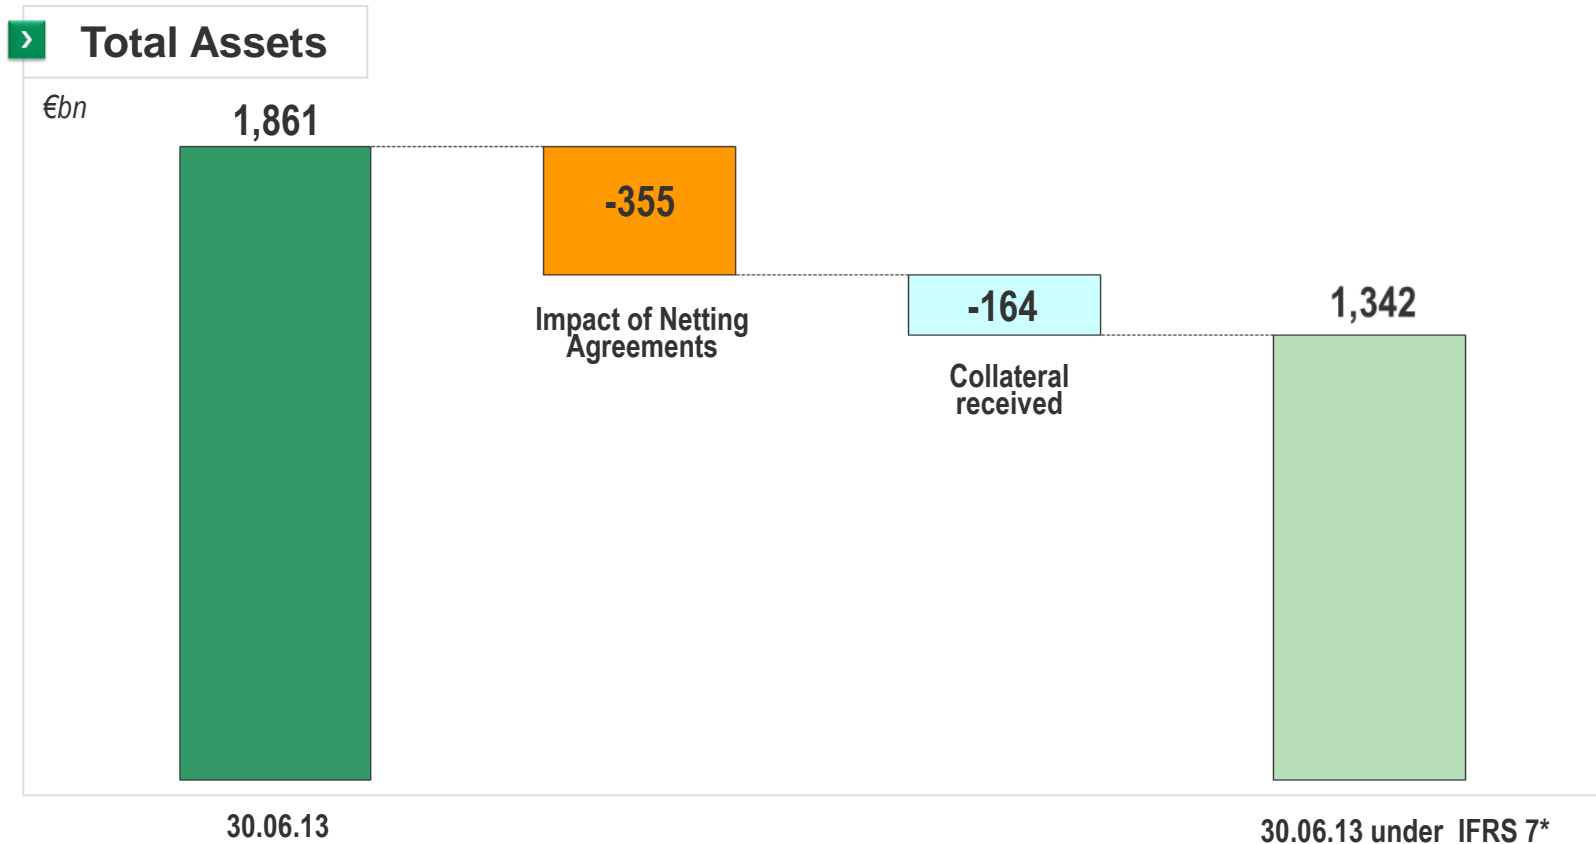 Total Assets
€bn
1,861
-355
Impact of Netting
Agreements
-164
Collateral
received
1,342
30.06.13
30.06.13 under IFRS 7*